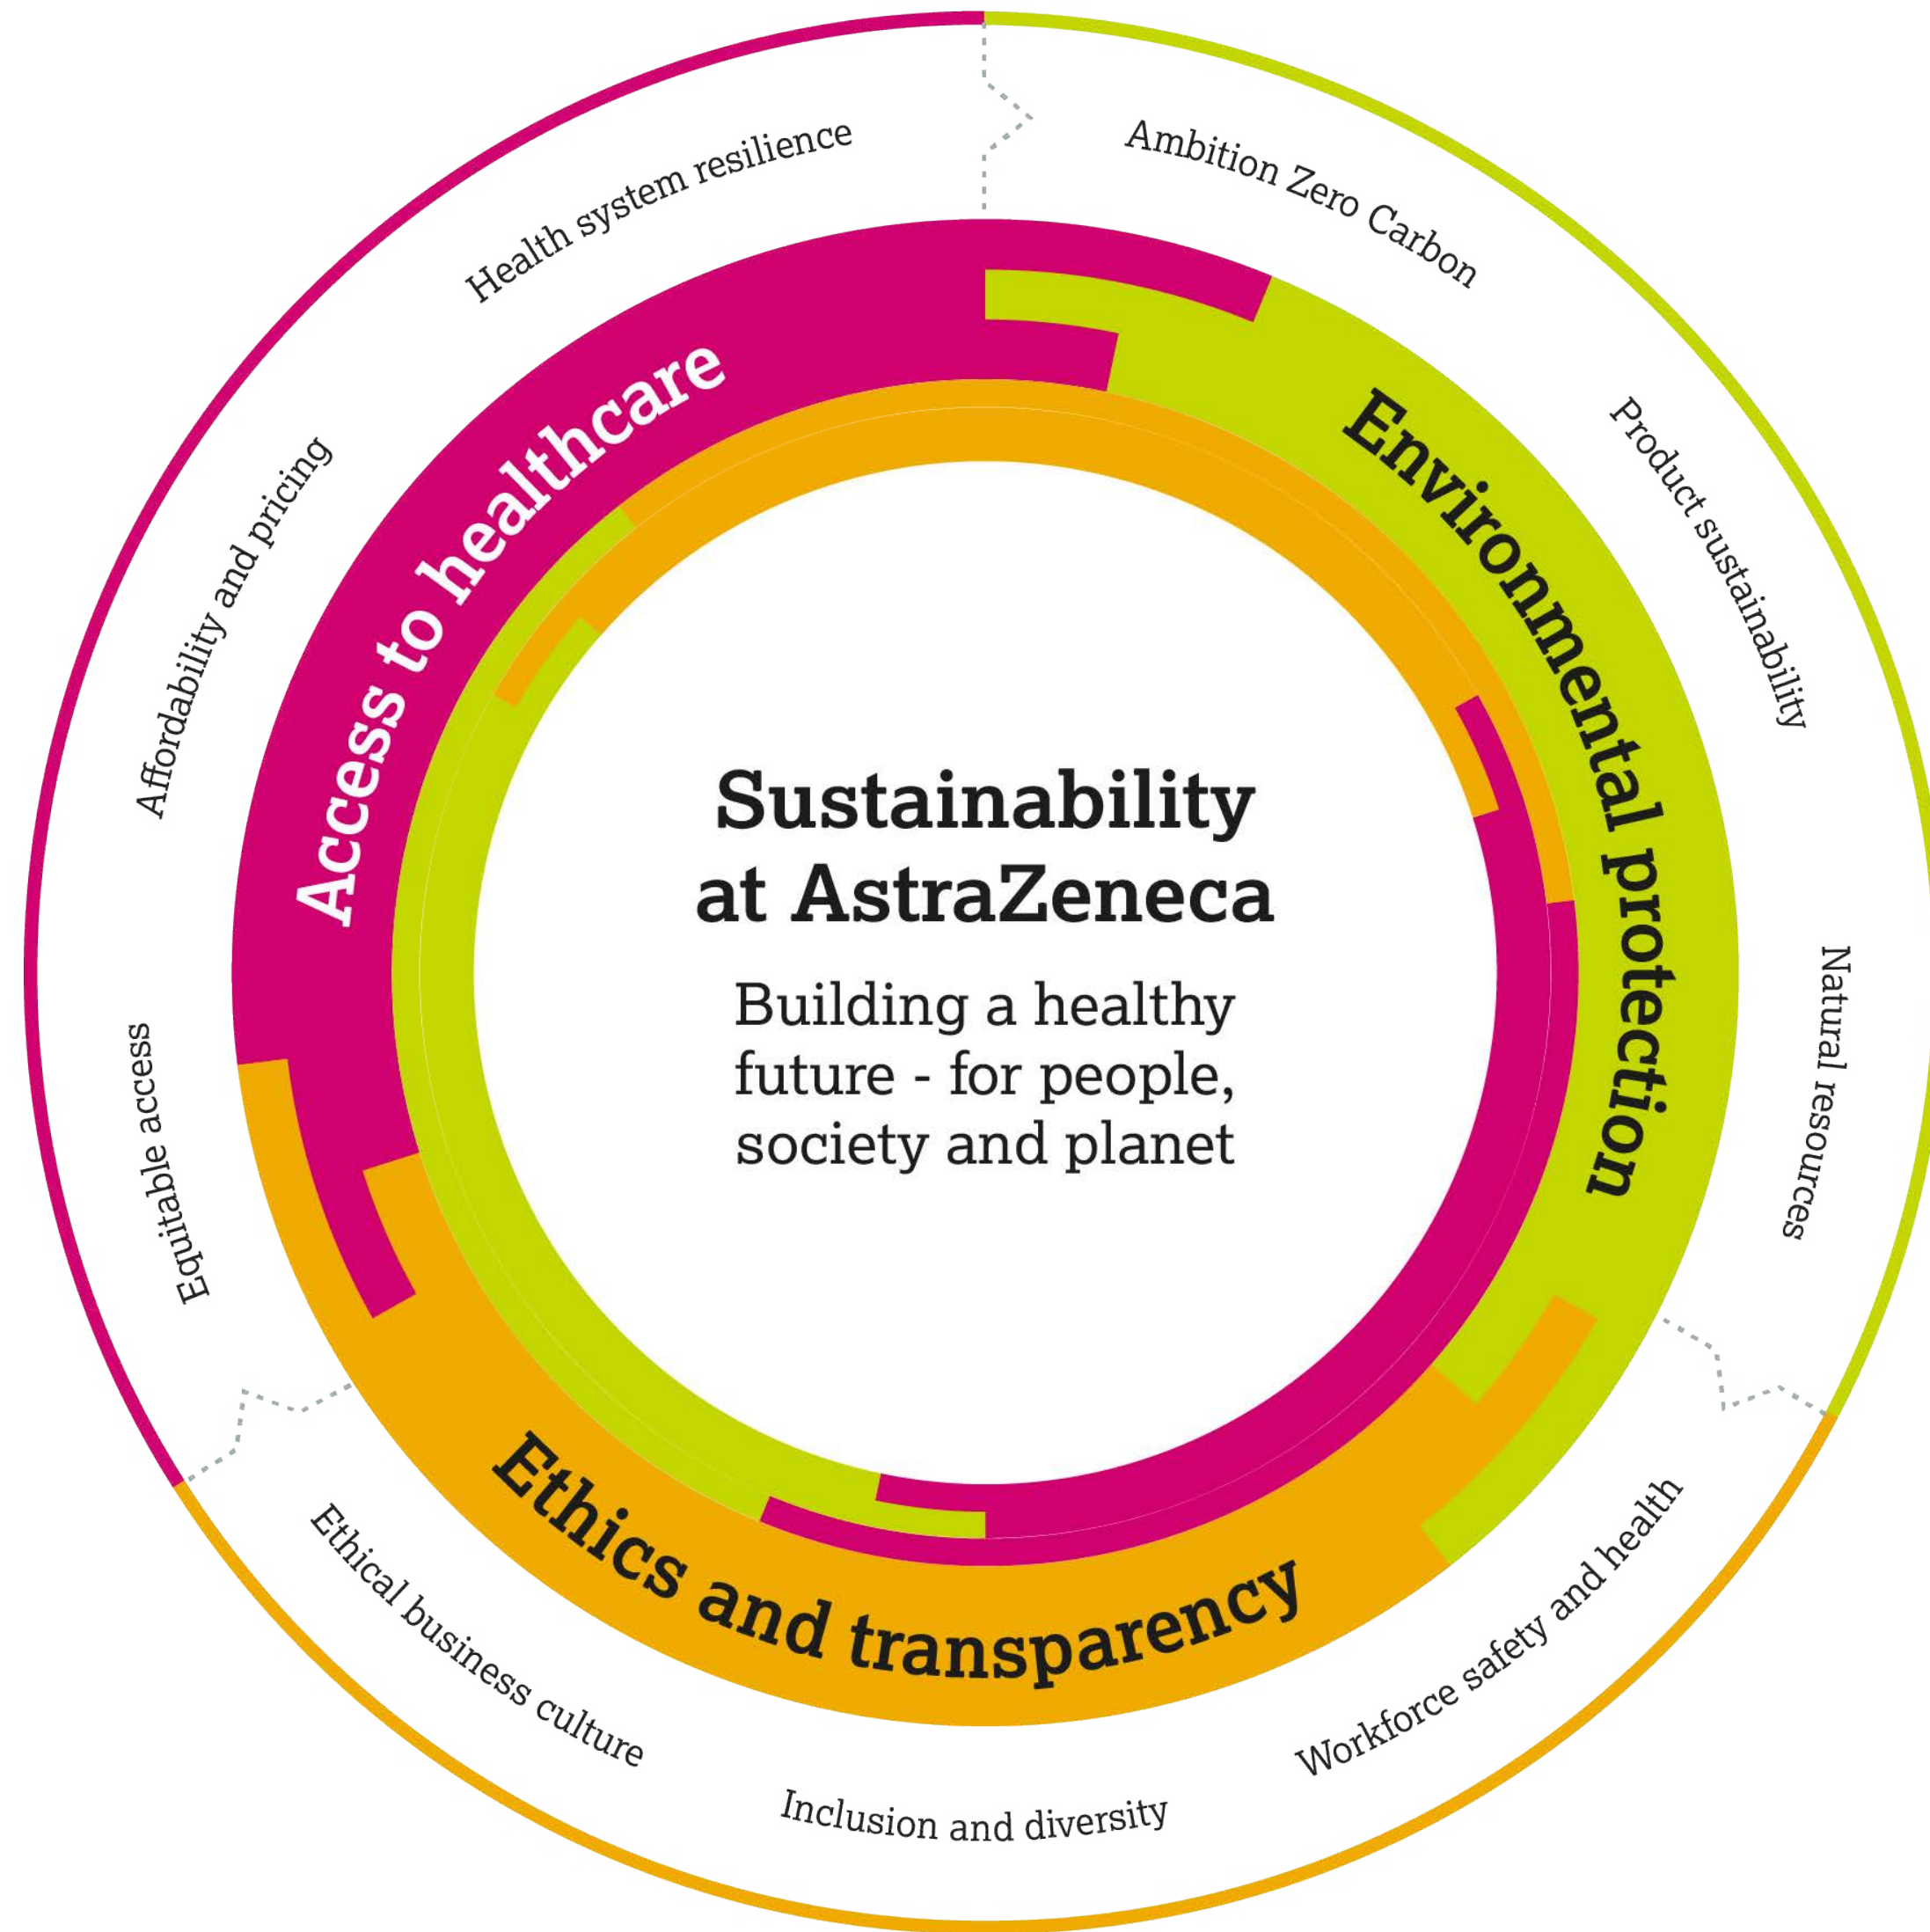 Sustainability
at AstraZeneca
Building a healthy
future - for people,
society and planet
Access to healthcare
Equitable access
Affordability and pricing
Health system resilience
Environmental protection
Ambition Zero Carbon
Product sustainability
Natural resources
Ethics and transparency
Ethical business culture
Inclusion and diversity
Workforce safety and health